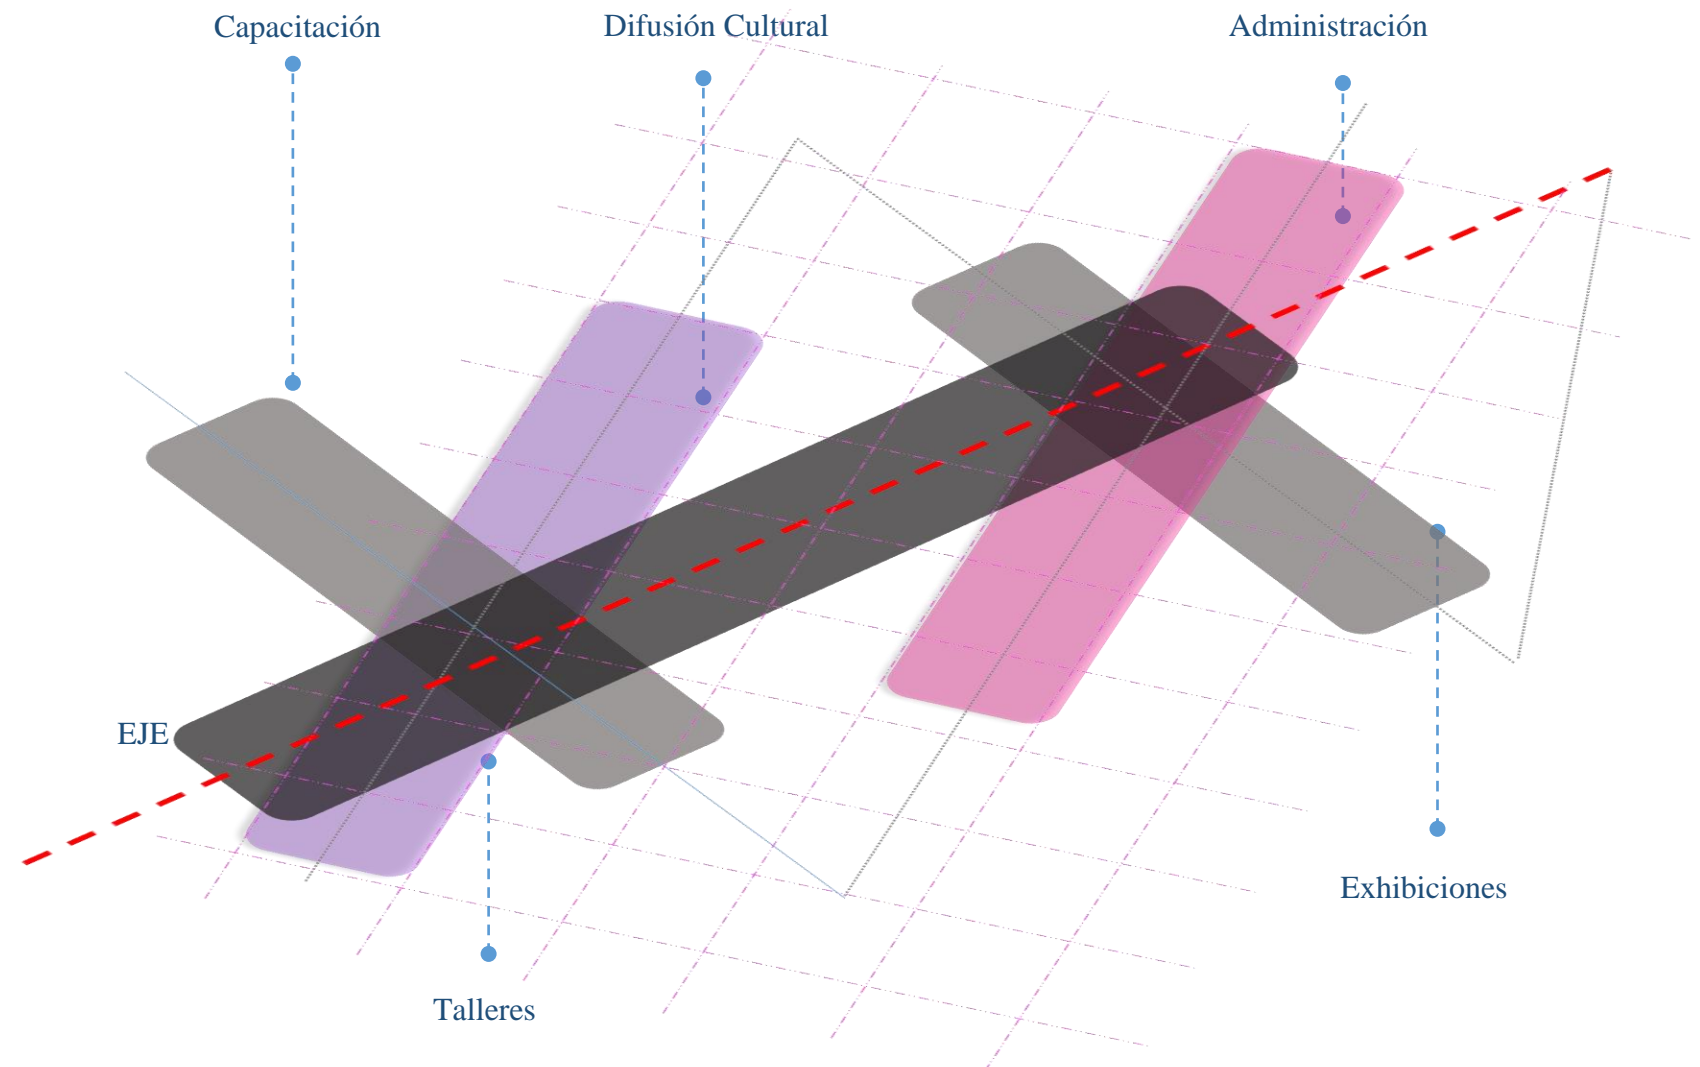 Capacitación
Difusión Cultural
Administración
EJE
Exhibiciones
Talleres